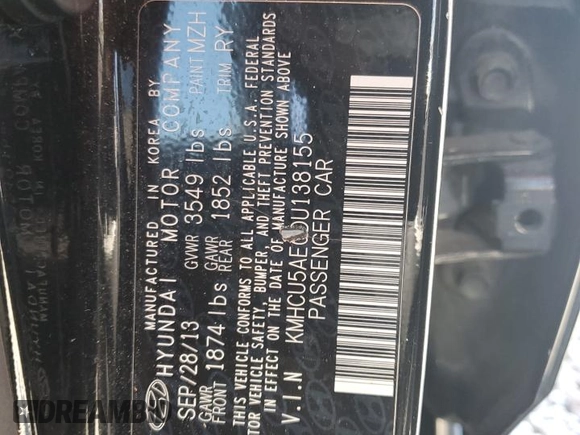 MANUFACTURED IN KOREA BY
HYUNDAI MOTOR COMPANY
SEP/28/13 GVWR 3549 lbs PAINT MZH
GAWR FRONT 1874 lbs GAWR REAR 1852 lbs TRIM RY
THIS VEHICLE CONFORMS TO ALL APPLICABLE U.S.A. FEDERAL
MOTOR VEHICLE SAFETY, BUMPER, AND THEFT PREVENTION STANDARDS
IN EFFECT ON THE DATE OF MANUFACTURE SHOWN ABOVE
V.I.N KMHCU5AE U138155
PASSENGER CAR